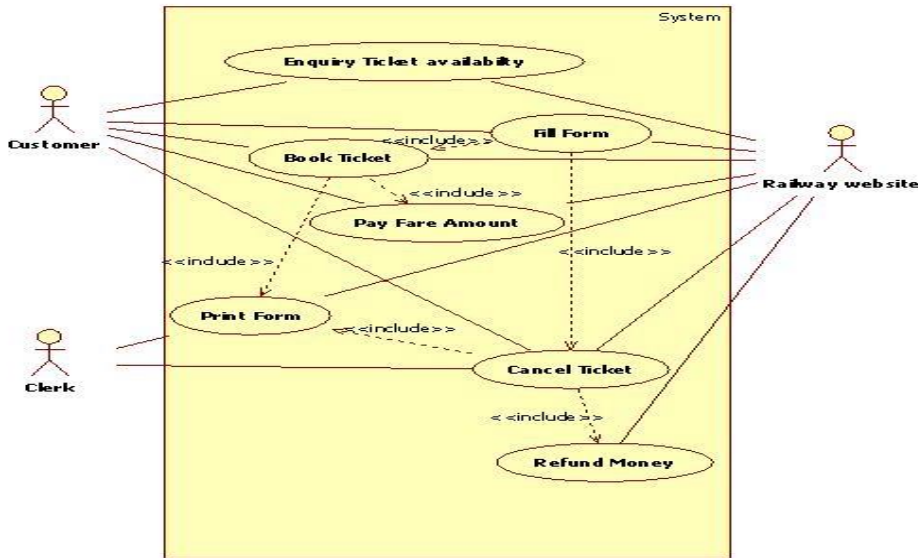 System
Enquiry Ticket availabilty
Customer
Fill Form
<<include>>
Book Ticket
Railway website
<<include>>
Pay Fare Amount
<<include>>
<<include>>
Print Form
<<include>>
Clerk
Cancel Ticket
<<include>>
Refund Money